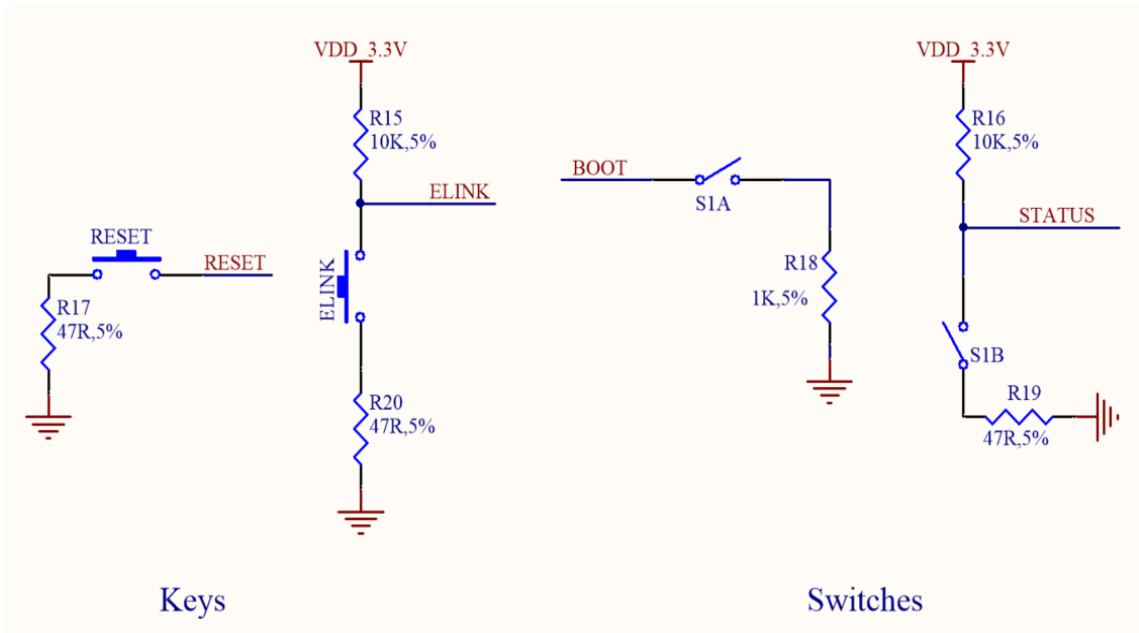 VDD_3.3V
R15
10K,5%
ELINK
RESET
RESET
R17
47R,5%
ELINK
R20
47R,5%
Keys
VDD_3.3V
R16
10K,5%
BOOT
S1A
STATUS
R18
1K,5%
S1B
R19
47R,5%
Switches